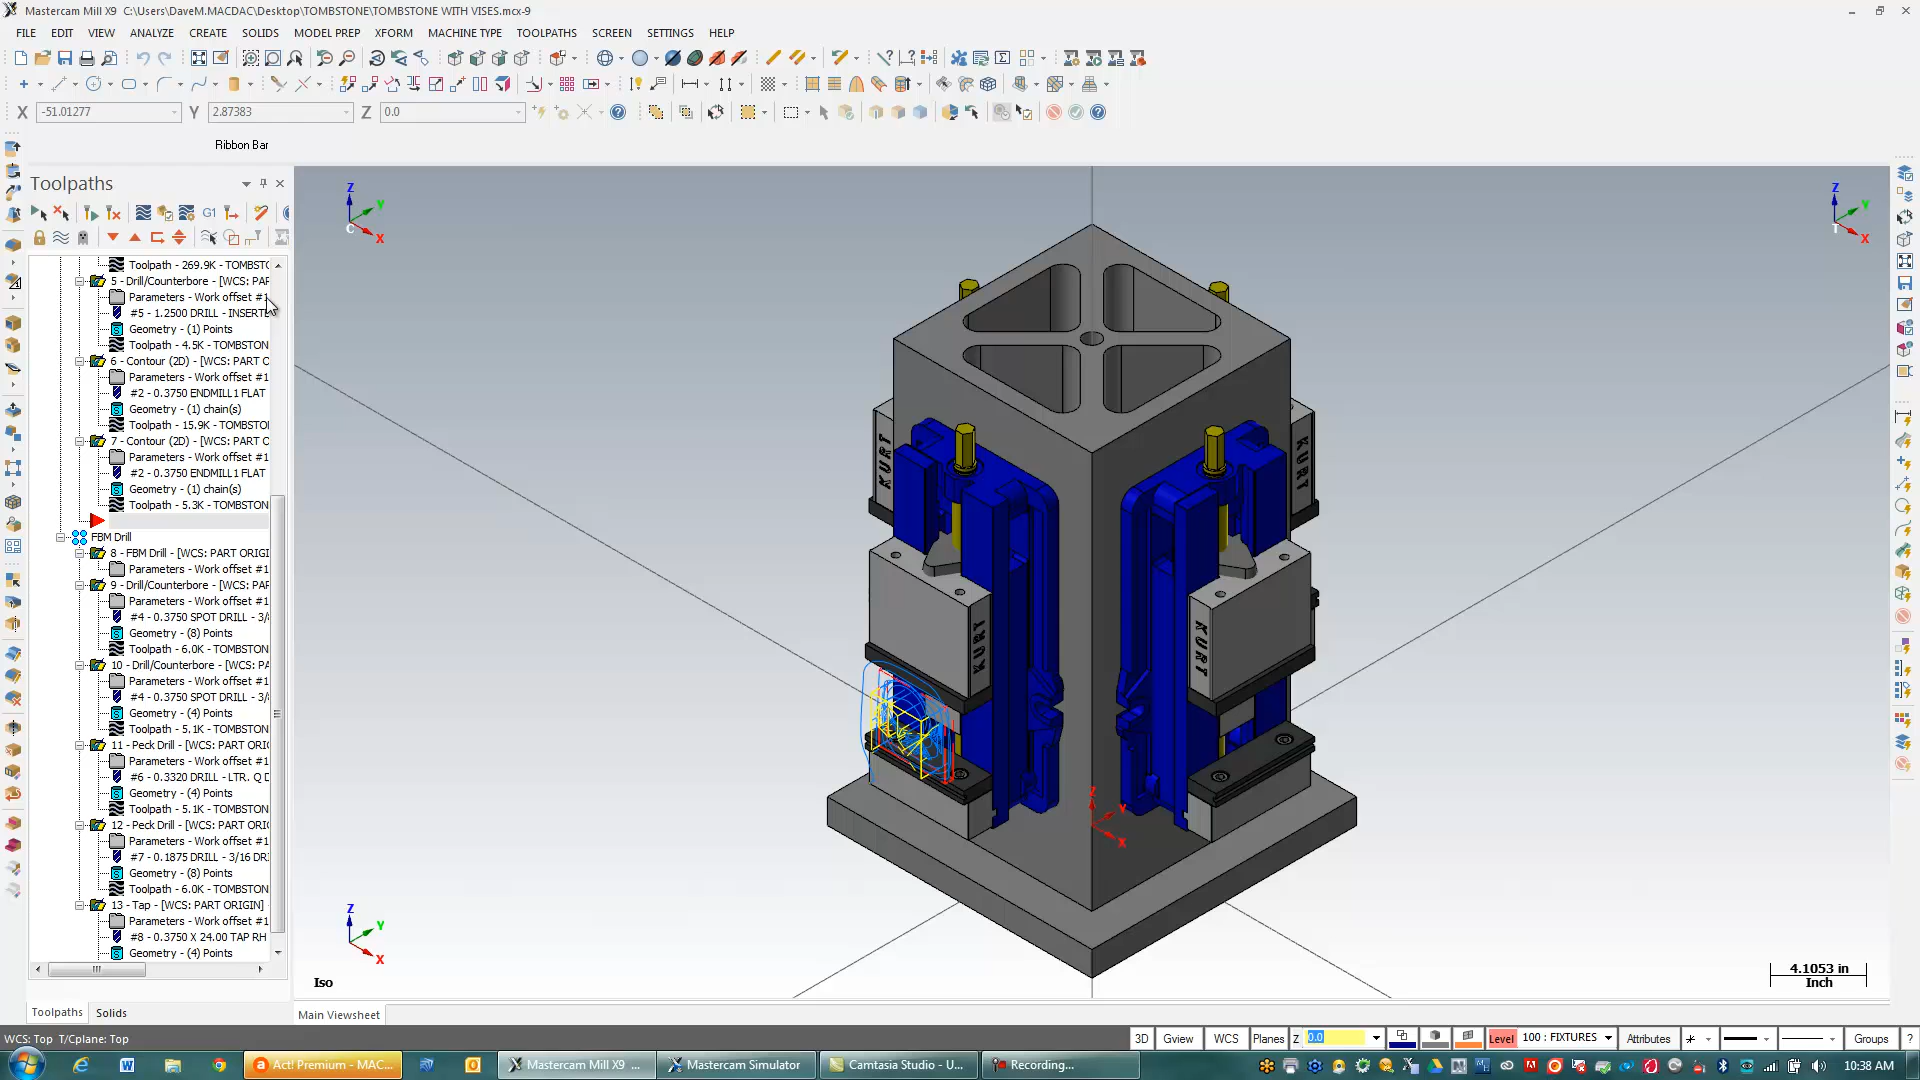 Mastercam Mill X9 C:\Users\DaveM.MACDAC\Desktop\TOMBSTONE\TOMBSTONE WITH VISES.mcx-9
FILE EDIT VIEW ANALYZE CREATE SOLIDS MODEL PREP XFORM MACHINE TYPE TOOLPATHS SCREEN SETTINGS HELP
X -51.01277 Y 2.87383 Z 0.0
Ribbon Bar
Toolpaths
G1
Toolpath - 269.9K - TOMBSTO
5 - Drill/Counterbore - [WCS: PAR
Parameters - Work offset #1
#5 - 1.2500 DRILL - INSERTE
Geometry - (1) Points
Toolpath - 4.5K - TOMBSTON
6 - Contour (2D) - [WCS: PART O
Parameters - Work offset #1
#2 - 0.3750 ENDMILL1 FLAT
Geometry - (1) chain(s)
Toolpath - 15.9K - TOMBSTO
7 - Contour (2D) - [WCS: PART O
Parameters - Work offset #1
#2 - 0.3750 ENDMILL1 FLAT
Geometry - (1) chain(s)
Toolpath - 5.3K - TOMBSTON
FBM Drill
8 - FBM Drill - [WCS: PART ORIGI
Parameters - Work offset #1
9 - Drill/Counterbore - [WCS: PAR
Parameters - Work offset #1
#4 - 0.3750 SPOT DRILL - 3/8
Geometry - (8) Points
Toolpath - 6.0K - TOMBSTON
10 - Drill/Counterbore - [WCS: PA
Parameters - Work offset #1
#4 - 0.3750 SPOT DRILL - 3/8
Geometry - (4) Points
Toolpath - 5.1K - TOMBSTON
11 - Peck Drill - [WCS: PART ORIG
Parameters - Work offset #1
#6 - 0.3320 DRILL - LTR. Q D
Geometry - (4) Points
Toolpath - 5.1K - TOMBSTON
12 - Peck Drill - [WCS: PART ORIG
Parameters - Work offset #1
#7 - 0.1875 DRILL - 3/16 DRI
Geometry - (8) Points
Toolpath - 6.0K - TOMBSTON
13 - Tap - [WCS: PART ORIGIN] -
Parameters - Work offset #1
#8 - 0.3750 X 24.00 TAP RH
Geometry - (4) Points
Toolpaths Solids
Z Y X C
Z Y X T
KURT
KURT
KURT
KURT
Z Y X
Z Y X
Iso
4.1053 in
Inch
Main Viewsheet
WCS: Top T/Cplane: Top
3D Gview WCS Planes Z 0.0 Level 100 : FIXTURES Attributes Groups ?
Act! Premium - MAC... Mastercam Mill X9 ... Mastercam Simulator Camtasia Studio - U... Recording...
10:38 AM